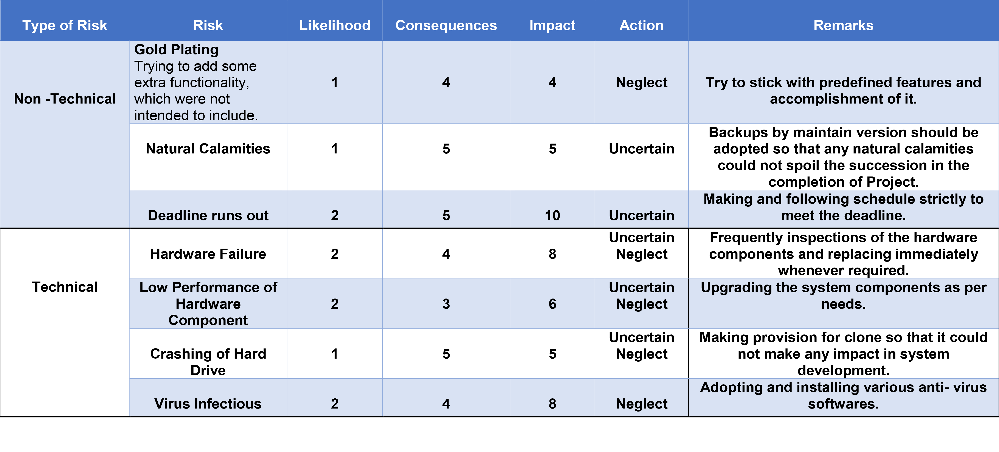 Type of Risk Risk Likelihood Consequences Impact Action Remarks
Non -Technical
Gold Plating
Trying to add some
extra functionality,
which were not
intended to include.
1
4
4
Neglect
Try to stick with predefined features and
accomplishment of it.
Natural Calamities
1
5
5
Uncertain
Backups by maintain version should be
adopted so that any natural calamities
could not spoil the succession in the
completion of Project.
Deadline runs out
2
5
10
Uncertain
Making and following schedule strictly to
meet the deadline.
Technical
Hardware Failure
2
4
8
Uncertain
Neglect
Frequently inspections of the hardware
components and replacing immediately
whenever required.
Low Performance of
Hardware
Component
2
3
6
Uncertain
Neglect
Upgrading the system components as per
needs.
Crashing of Hard
Drive
1
5
5
Uncertain
Neglect
Making provision for clone so that it could
not make any impact in system
development.
Virus Infectious
2
4
8
Neglect
Adopting and installing various anti- virus
softwares.